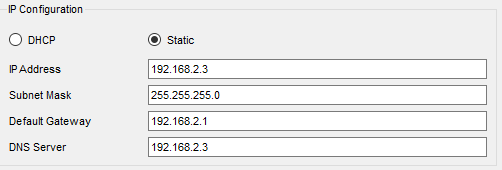 IP Configuration
DHCP Static
IP Address 192.168.2.3
Subnet Mask 255.255.255.0
Default Gateway 192.168.2.1
DNS Server 192.168.2.3